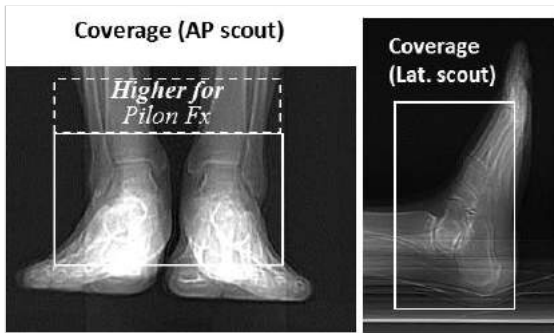 Coverage (AP scout)
Higher for
Pilon Fx
Coverage
(Lat. scout)